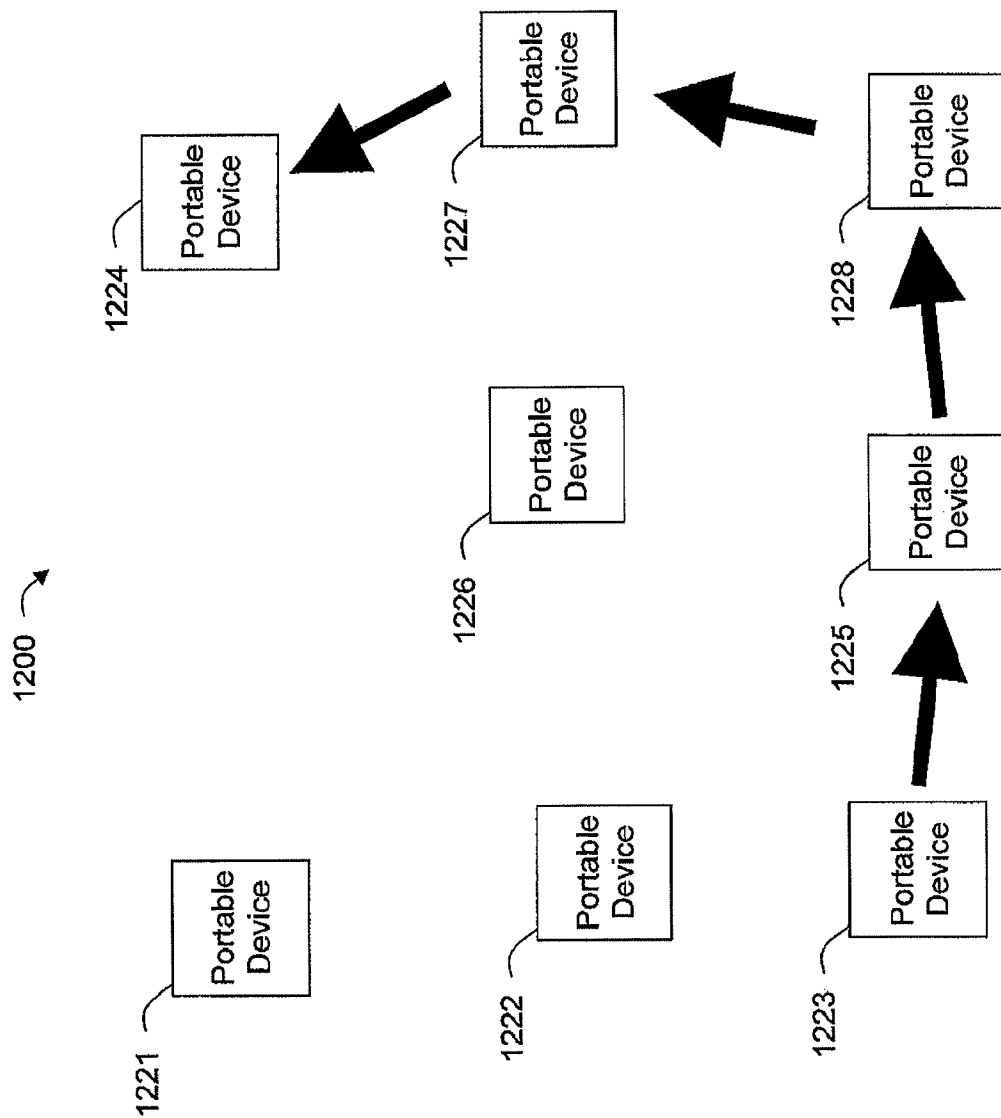 1200
1221
Portable
Device
1222
Portable
Device
1223
Portable
Device
1224
Portable
Device
1226
Portable
Device
1225
Portable
Device
1227
Portable
Device
1228
Portable
Device